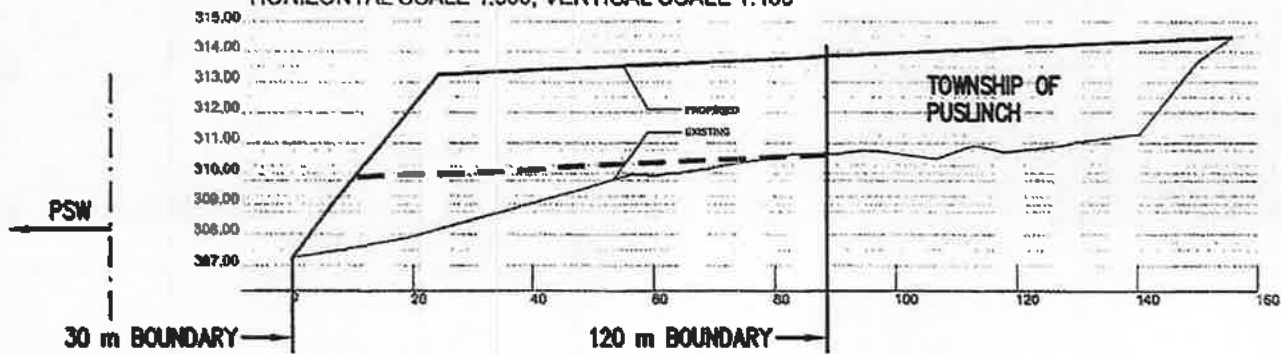 HORIZONTAL SCALE 1:500, VERTICAL SCALE 1:100
315.00
314.00
313.00
312.00
311.00
310.00
309.00
308.00
307.00
PROPOSED
EXISTING
TOWNSHIP OF
PUSLINCH
PSW
0 20 40 60 80 100 120 140 160
30 m BOUNDARY
120 m BOUNDARY